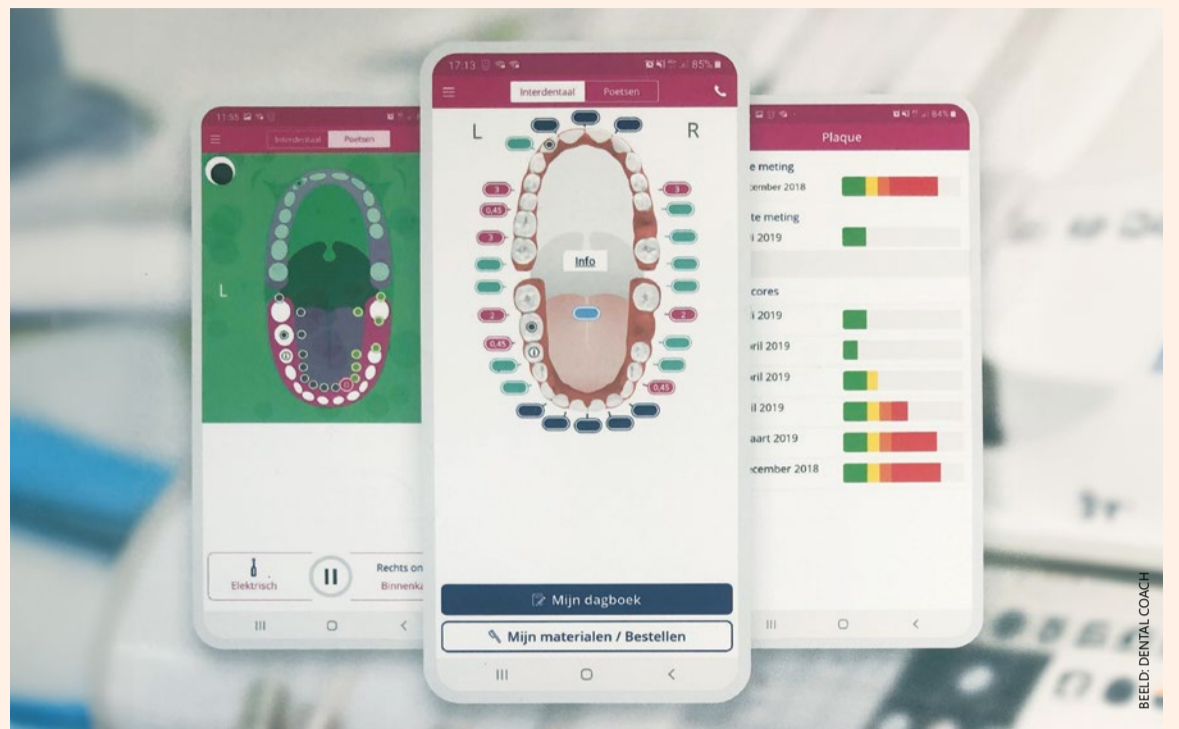 11:55
Interdentaal Poetsen
L
Elektrisch
Rechts on
Binnenka
17:13 85%
Interdentaal Poetsen
L R
3 3
0,45
3
Info
2 2
0,45
0,45
Mijn dagboek
Mijn materialen / Bestellen
84%
Plaque
e meting
cember 2018
te meting
i 2019
cores
i 2019
ril 2019
ril 2019
il 2019
aart 2019
cember 2018
BEELD: DENTAL COACH